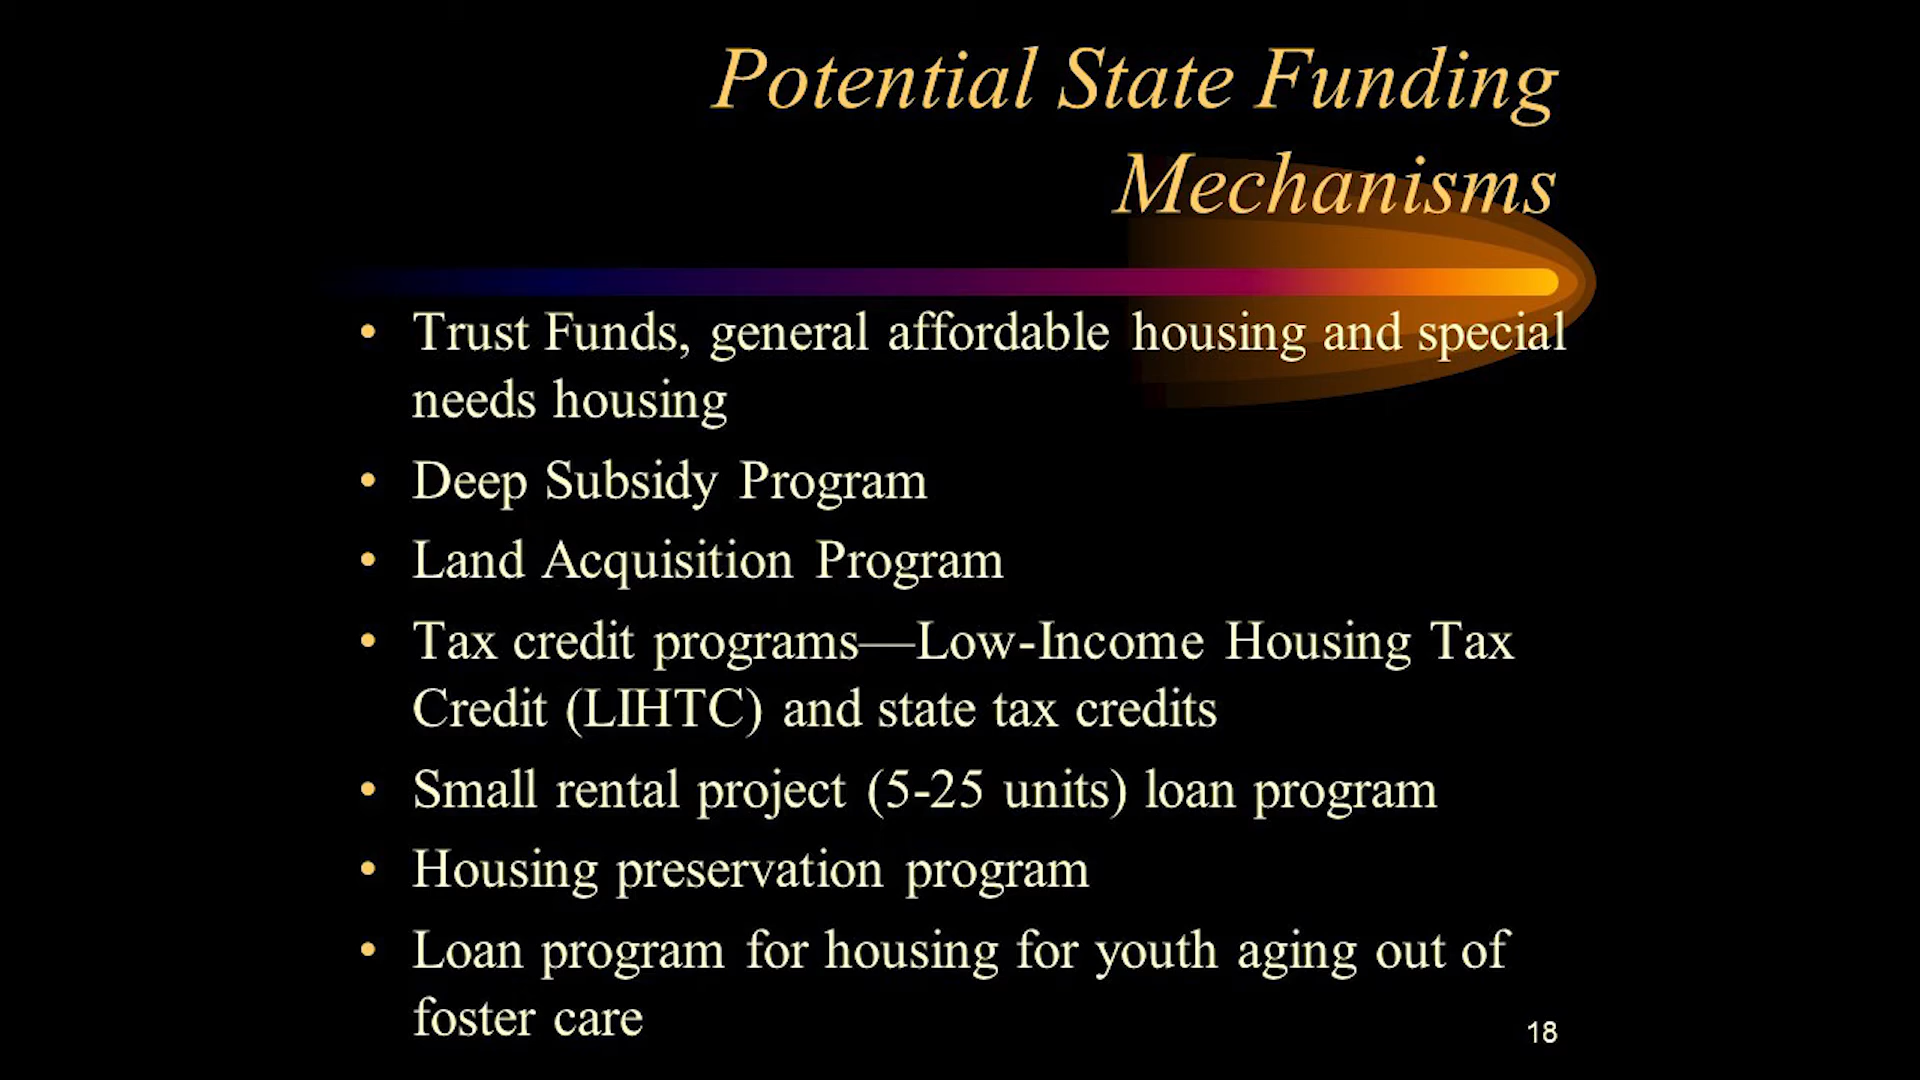 Potential State Funding
Mechanisms
• Trust Funds, general affordable housing and special
needs housing
• Deep Subsidy Program
• Land Acquisition Program
• Tax credit programs—Low-Income Housing Tax
Credit (LIHTC) and state tax credits
• Small rental project (5-25 units) loan program
• Housing preservation program
• Loan program for housing for youth aging out of
foster care
18